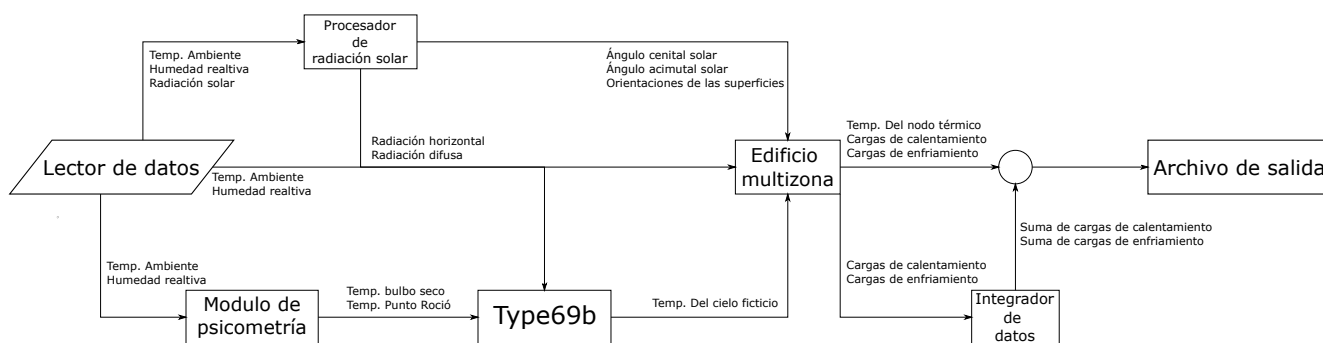 Procesador
de
radiación solar
Temp. Ambiente
Humedad realtiva
Radiación solar
Ángulo cenital solar
Ángulo acimutal solar
Orientaciones de las superficies
Radiación horizontal
Radiación difusa
Lector de datos
Temp. Ambiente
Humedad realtiva
Edificio
multizona
Temp. Del nodo térmico
Cargas de calentamiento
Cargas de enfriamiento
Archivo de salida
Suma de cargas de calentamiento
Suma de cargas de enfriamiento
Temp. Ambiente
Humedad realtiva
Modulo de
psicometría
Temp. bulbo seco
Temp. Punto Roció
Type69b
Temp. Del cielo ficticio
Cargas de calentamiento
Cargas de enfriamiento
Integrador
de
datos